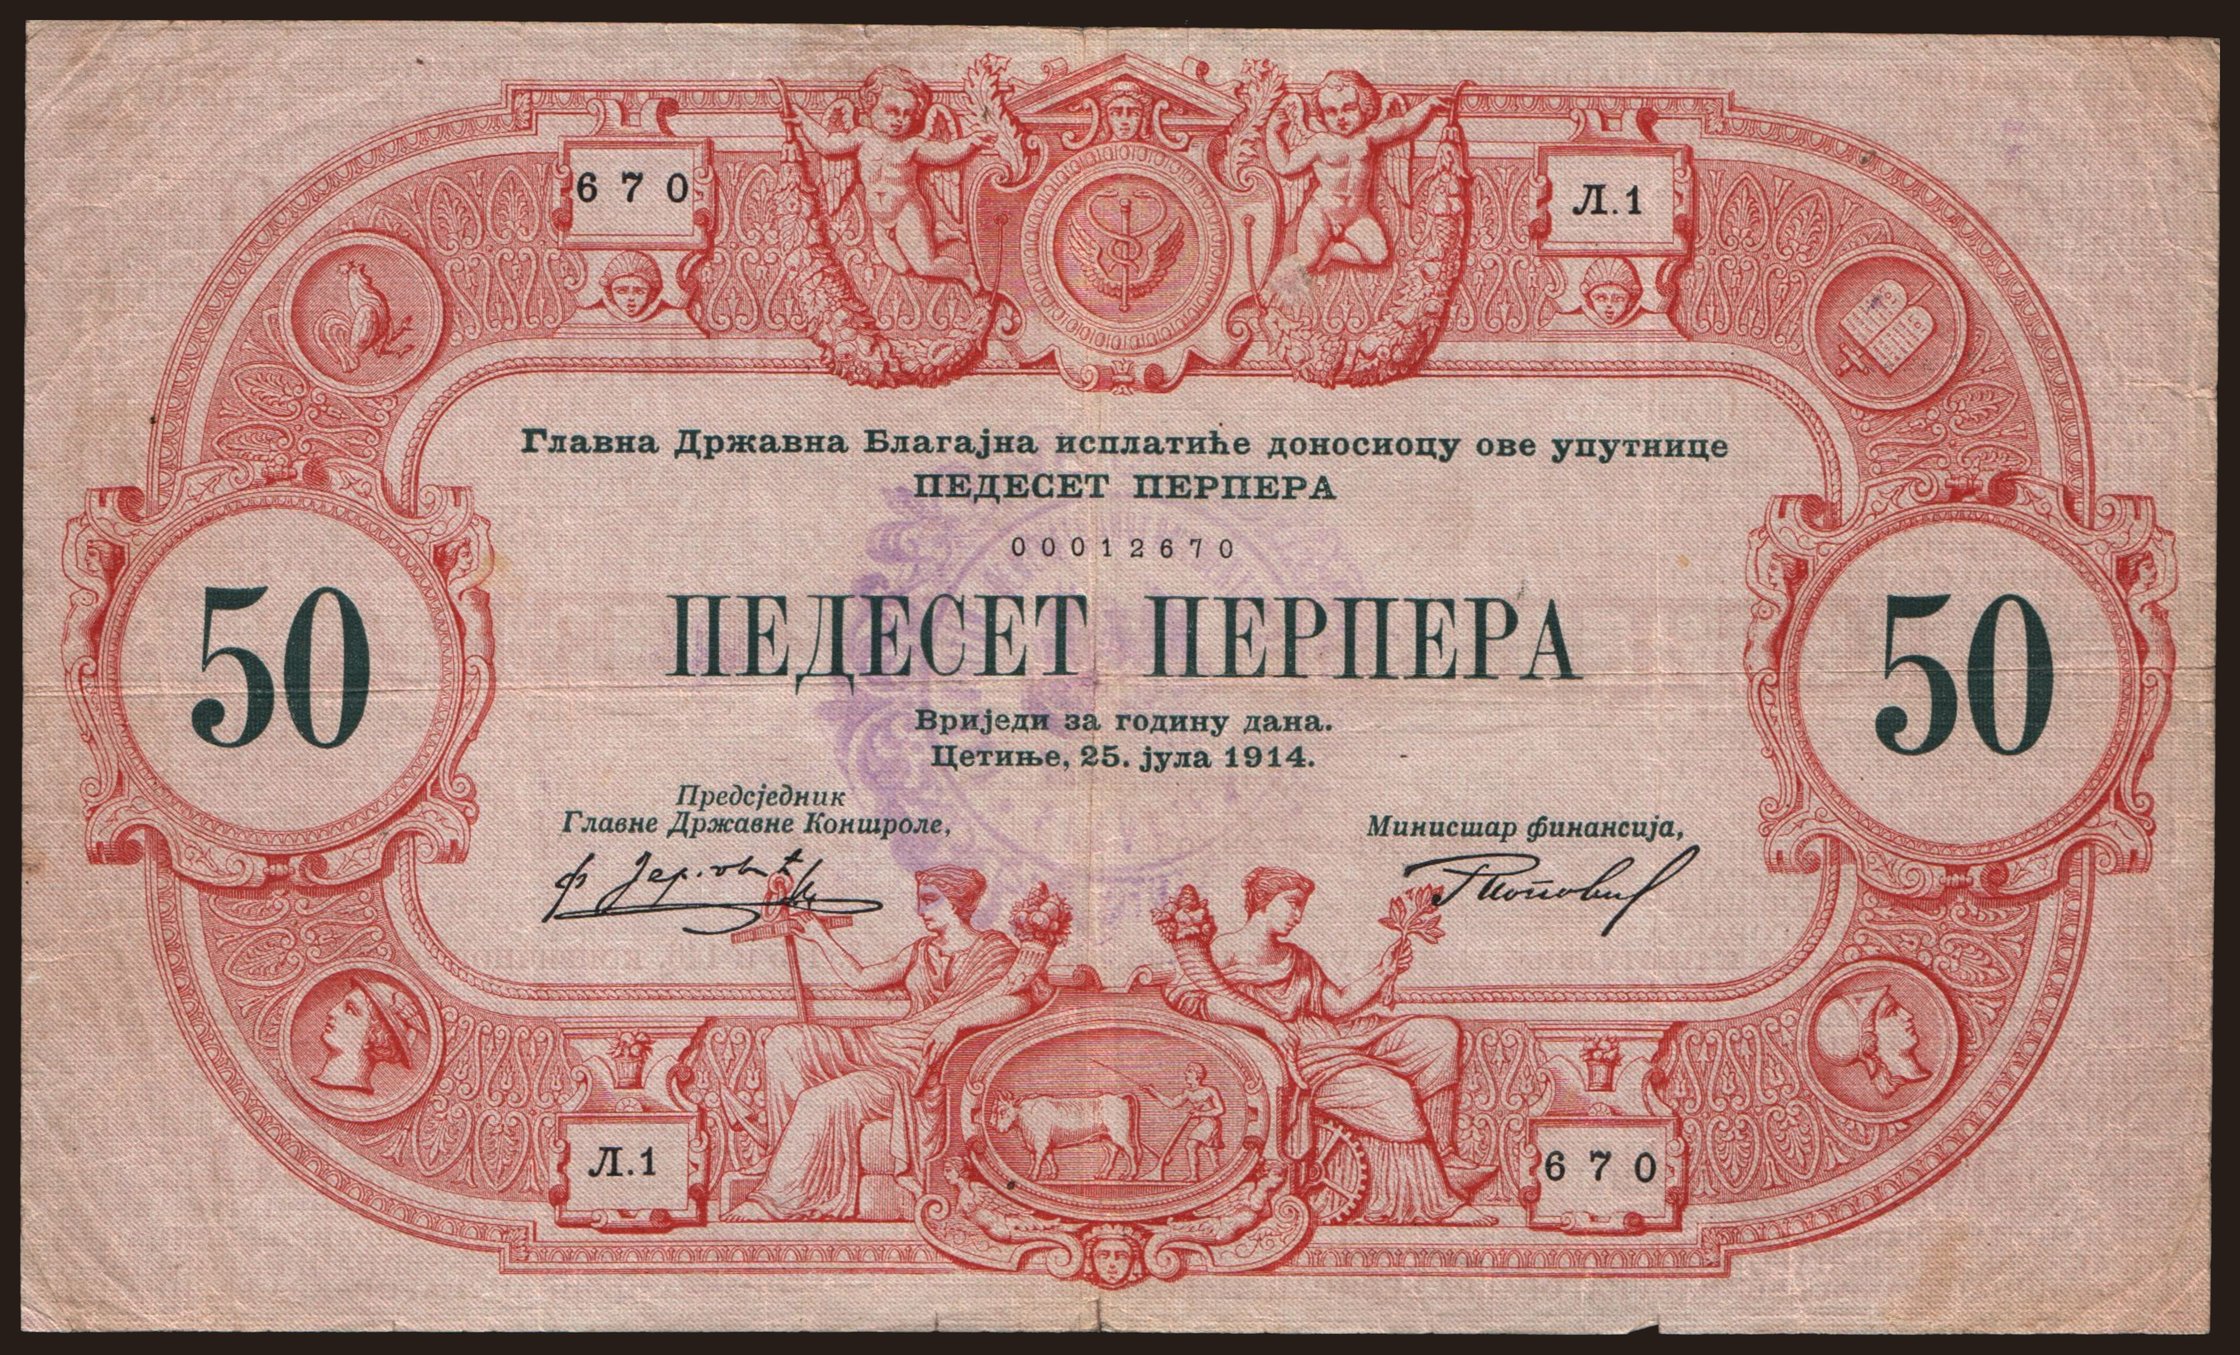 670
Л.1
Главна Државна Благајна исплатиће доносиоцу ове упутнице
ПЕДЕСЕТ ПЕРПЕРА
00012670
50
ПЕДЕСЕТ ПЕРПЕРА
50
Вриједи за годину дана.
Цетиње, 25. јула 1914.
Предсједник
Главне Државне Контроле,
Министар финансија,
Л.1
670